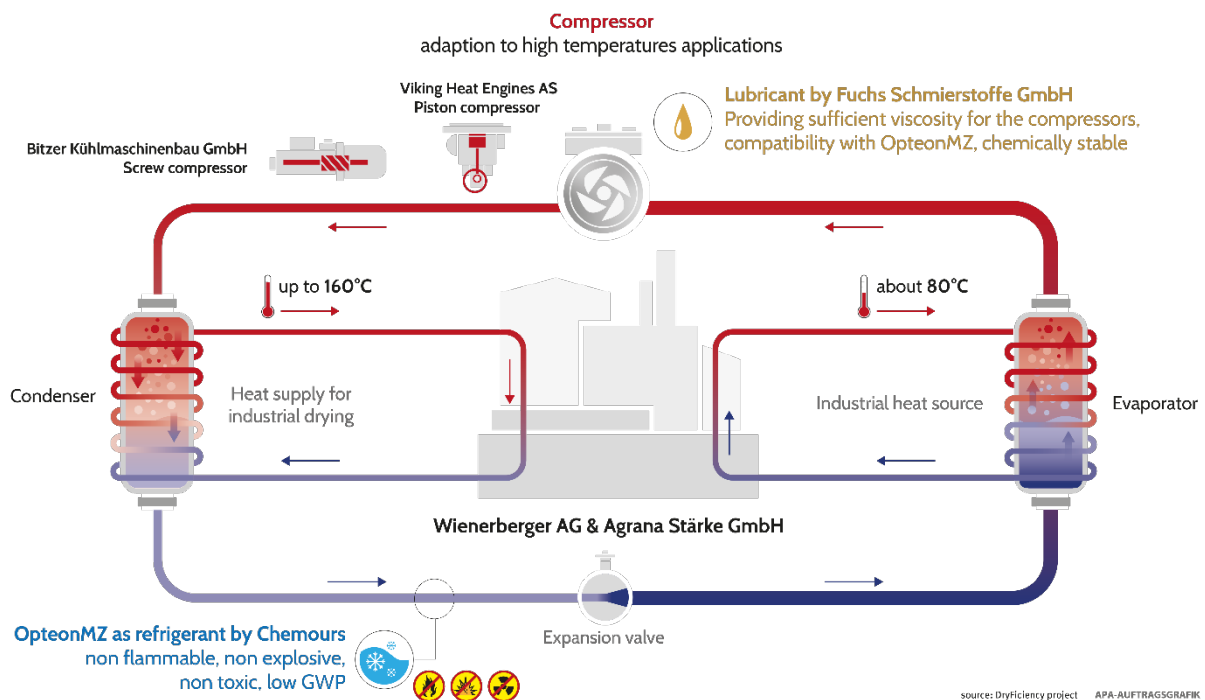 Compressor
adaption to high temperatures applications
Viking Heat Engines AS
Piston compressor
Lubricant by Fuchs Schmierstoffe GmbH
Providing sufficient viscosity for the compressors,
compatibility with OpteonMZ, chemically stable
Bitzer Kühlmaschinenbau GmbH
Screw compressor
up to 160°C
about 80°C
Condenser
Heat supply for
industrial drying
Industrial heat source
Evaporator
Wienerberger AG & Agrana Stärke GmbH
Expansion valve
OpteonMZ as refrigerant by Chemours
non flammable, non explosive,
non toxic, low GWP
source: DryFiciency project APA-AUFTRAGSGRAFIK